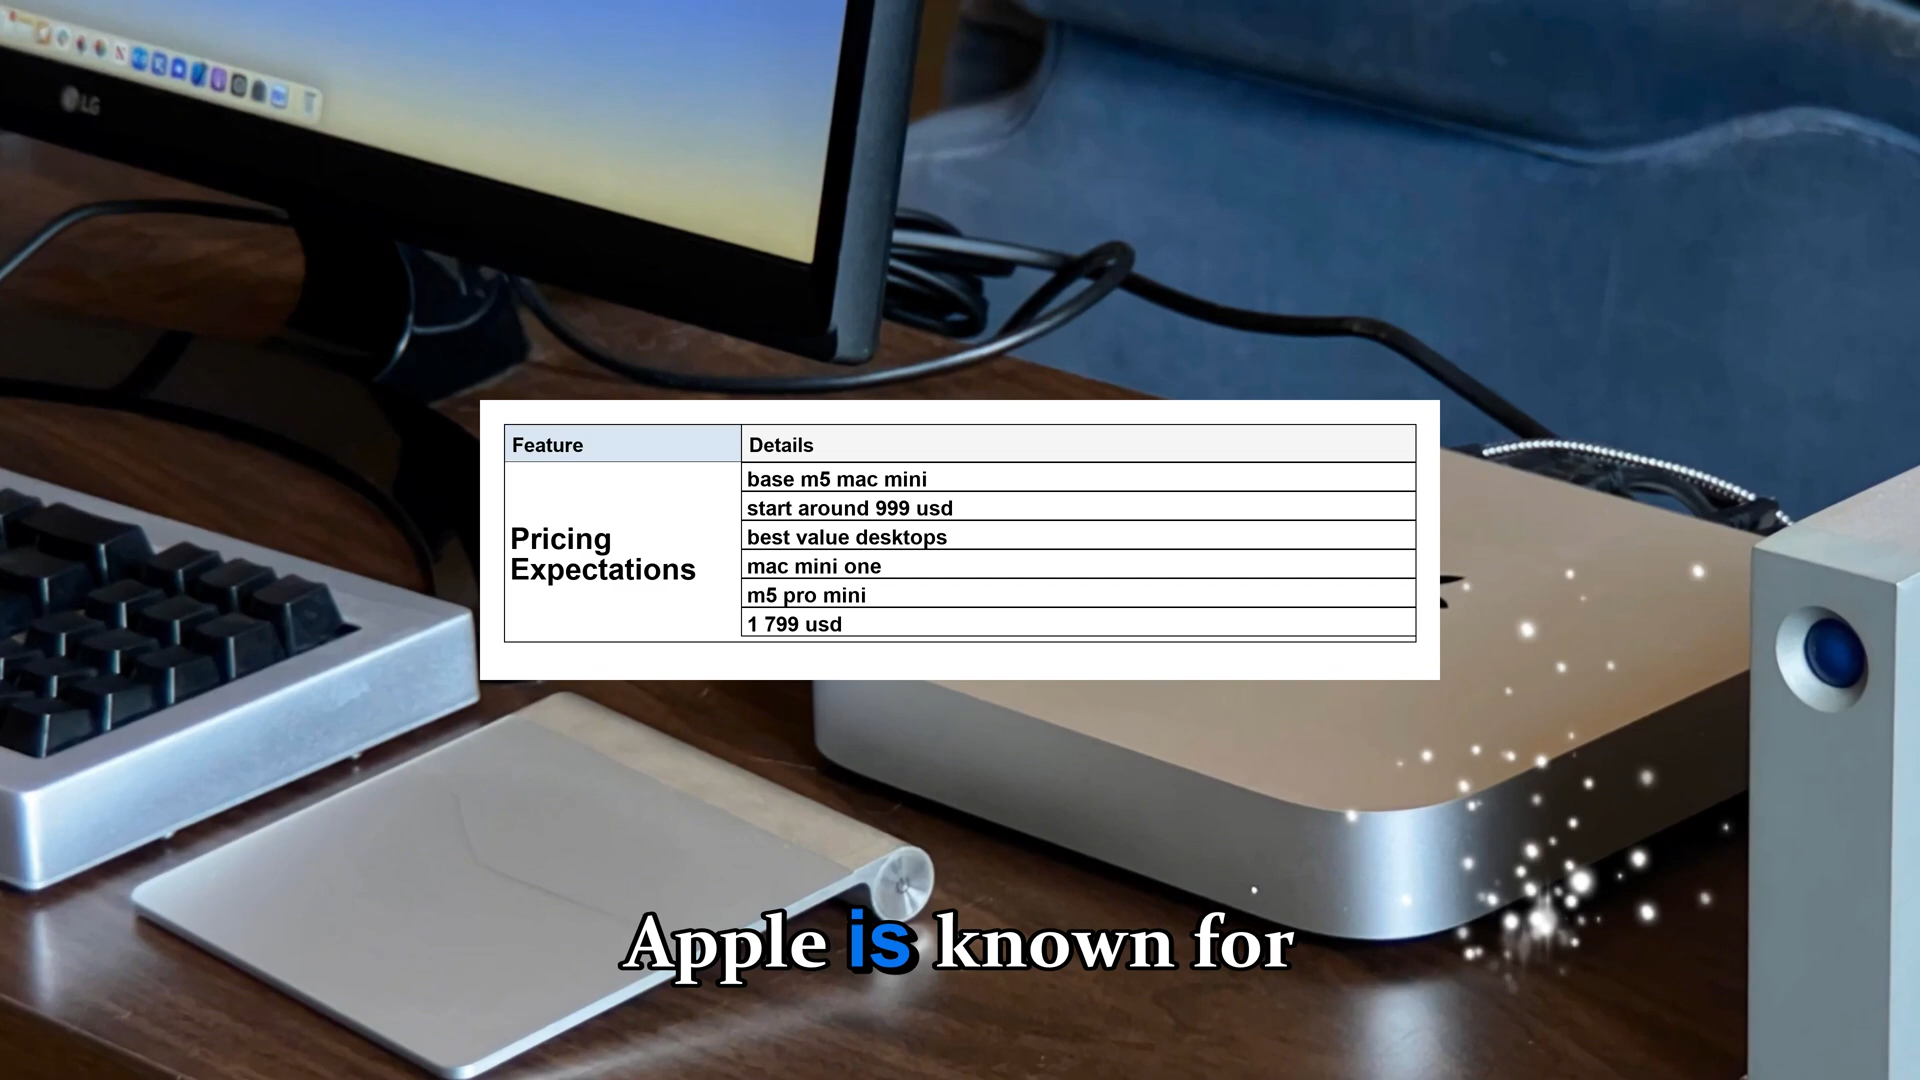 LG
Feature
Details
Pricing
Expectations
base m5 mac mini
start around 999 usd
best value desktops
mac mini one
m5 pro mini
1 799 usd
Apple is known for